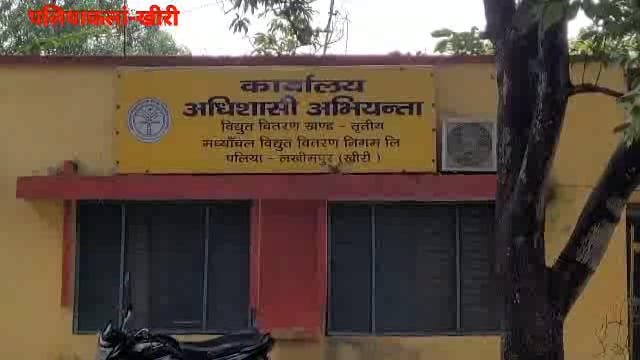 पलियाकलां-खीरी
कार्यालय
अधिशासी अभियन्ता
विद्युत वितरण खण्ड - तृतीय
मध्याँचल विद्युत वितरण निगम लि
पलिया - लखीमपुर (खीरी)